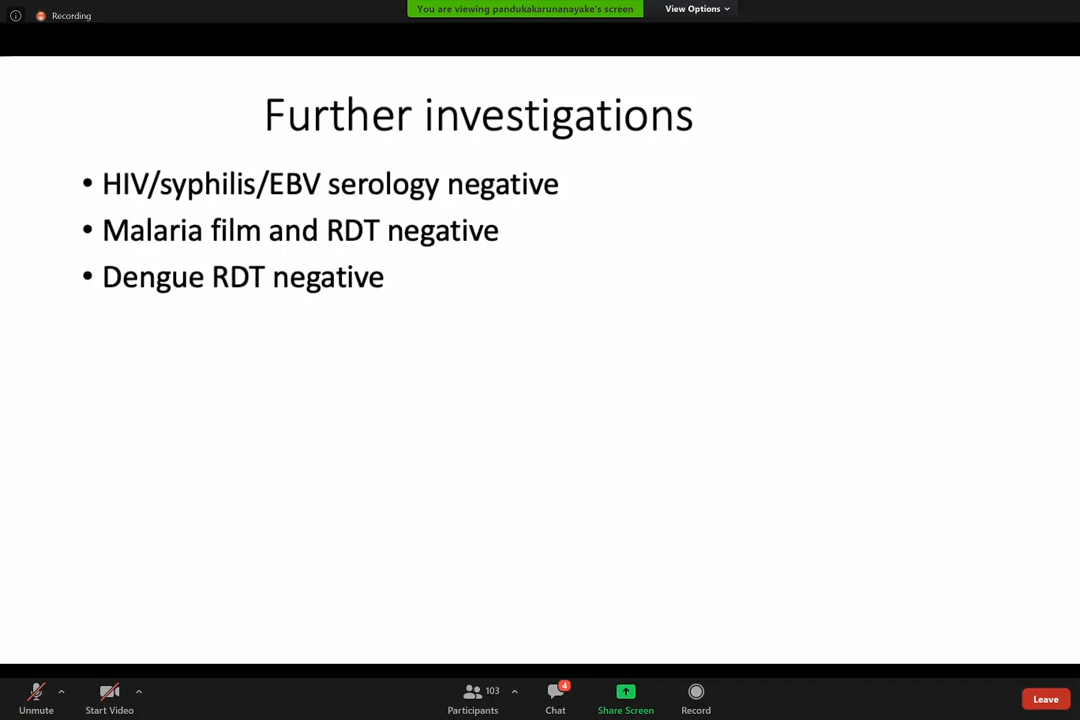 Recording
You are viewing pandukakarunanayake's screen
View Options
Further investigations
• HIV/syphilis/EBV serology negative
• Malaria film and RDT negative
• Dengue RDT negative
Unmute
Start Video
103
Participants
4
Chat
Share Screen
Record
Leave